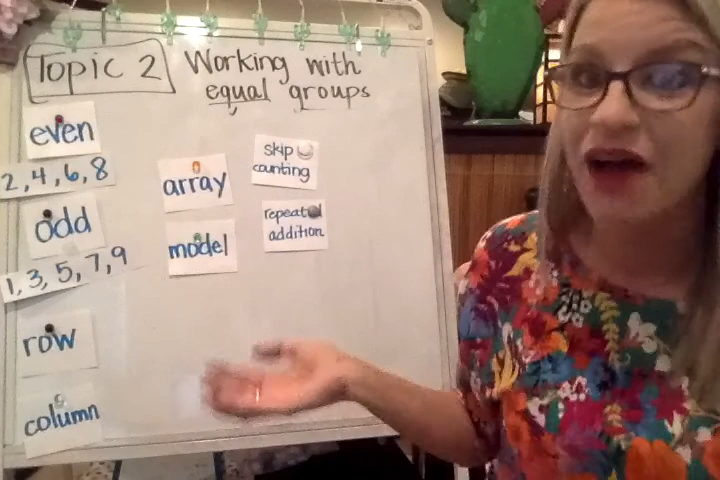 Topic 2 Working with
equal groups
even
2, 4, 6, 8
odd
1, 3, 5, 7, 9
row
column
array
model
skip
counting
repeated
addition